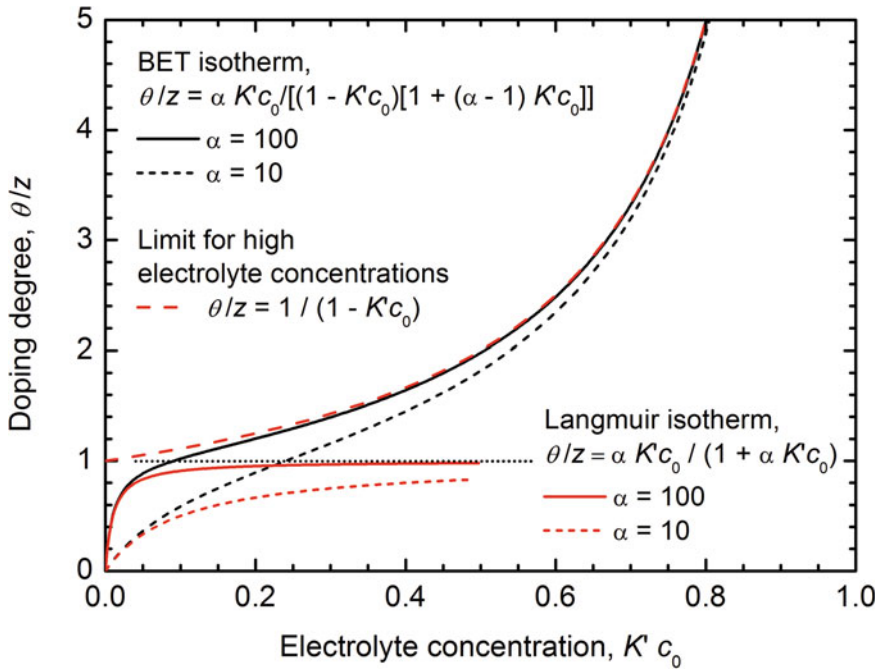 5
4
3
2
1
0
Doping degree, θ/z
BET isotherm,
θ/z = α K'c₀/[(1 - K'c₀)[1 + (α - 1) K'c₀]]
α = 100
α = 10
Limit for high
electrolyte concentrations
θ/z = 1 / (1 - K'c₀)
Langmuir isotherm,
θ/z = α K'c₀ / (1 + α K'c₀)
α = 100
α = 10
0.0 0.2 0.4 0.6 0.8 1.0
Electrolyte concentration, K' c₀